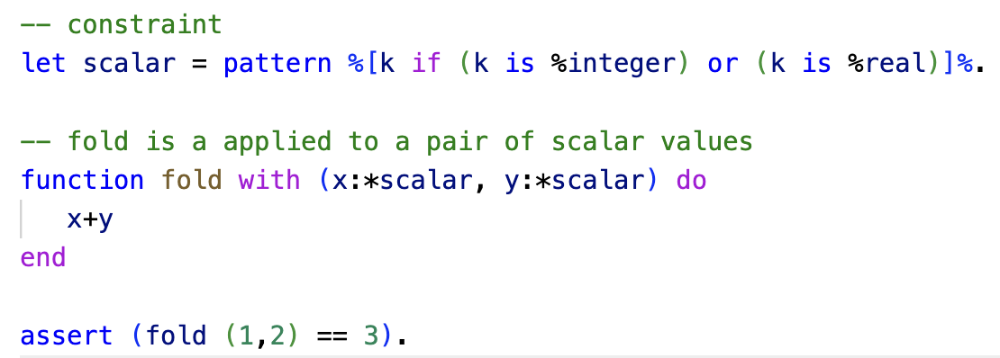 -- constraint
let scalar = pattern %[k if (k is %integer) or (k is %real)]%.
-- fold is a applied to a pair of scalar values
function fold with (x:*scalar, y:*scalar) do
x+y
end
assert (fold (1,2) == 3).